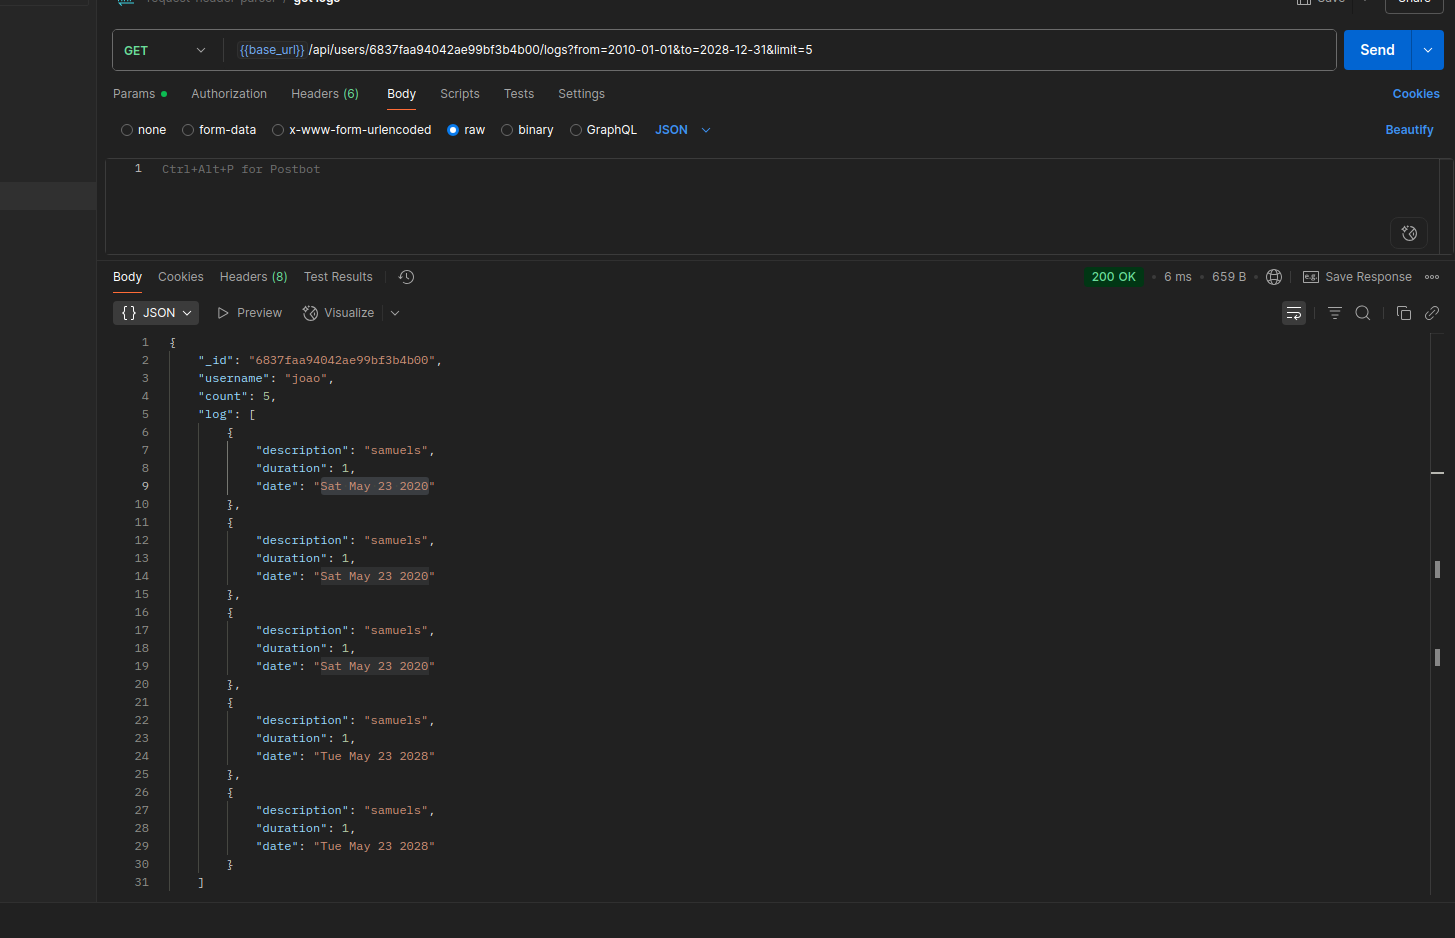 request-header-parser / get logs Save Share
GET {{base_url}} /api/users/6837faa94042ae99bf3b4b00/logs?from=2010-01-01&to=2028-12-31&limit=5 Send
Params Authorization Headers (6) Body Scripts Tests Settings Cookies
none form-data x-www-form-urlencoded raw binary GraphQL JSON Beautify
1 Ctrl+Alt+P for Postbot
Body Cookies Headers (8) Test Results 200 OK 6 ms 659 B e.g. Save Response
{} JSON Preview Visualize
1 {
2 "_id": "6837faa94042ae99bf3b4b00",
3 "username": "joao",
4 "count": 5,
5 "log": [
6 {
7 "description": "samuels",
8 "duration": 1,
9 "date": "Sat May 23 2020"
10 },
11 {
12 "description": "samuels",
13 "duration": 1,
14 "date": "Sat May 23 2020"
15 },
16 {
17 "description": "samuels",
18 "duration": 1,
19 "date": "Sat May 23 2020"
20 },
21 {
22 "description": "samuels",
23 "duration": 1,
24 "date": "Tue May 23 2028"
25 },
26 {
27 "description": "samuels",
28 "duration": 1,
29 "date": "Tue May 23 2028"
30 }
31 ]